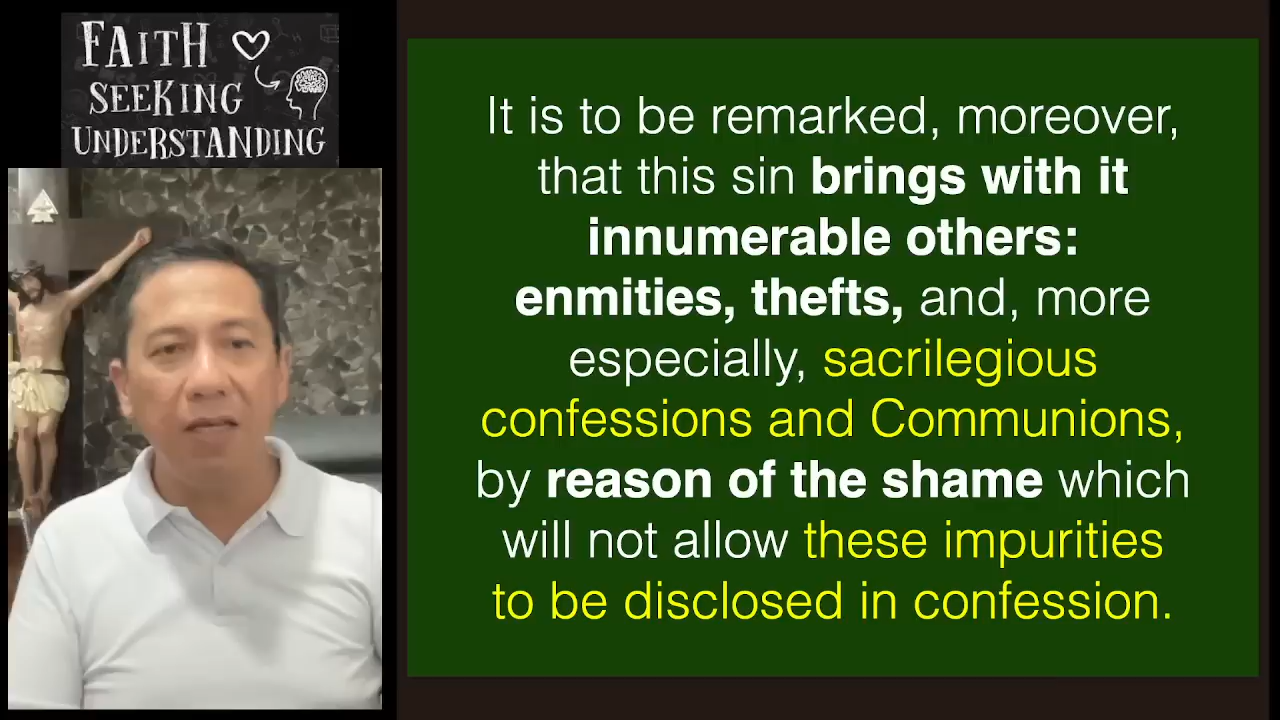 FAITH
SEEKING
UNDERSTANDING
It is to be remarked, moreover,
that this sin brings with it
innumerable others:
enmities, thefts, and, more
especially, sacrilegious
confessions and Communions,
by reason of the shame which
will not allow these impurities
to be disclosed in confession.